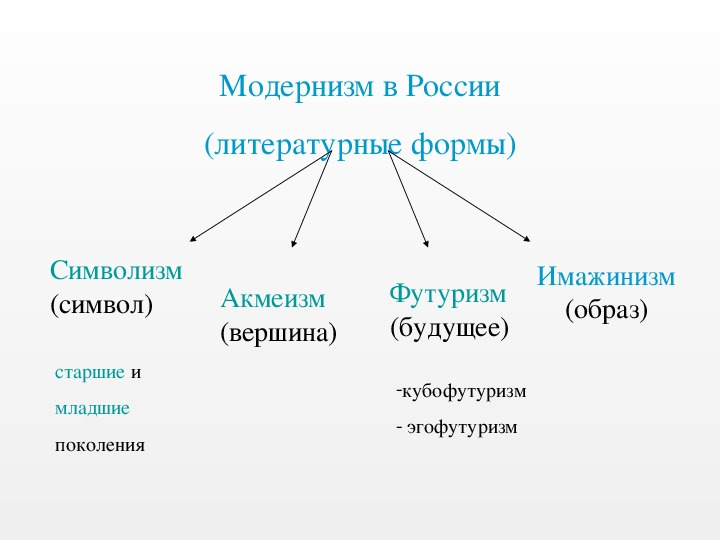 Модернизм в России
(литературные формы)
Символизм
(символ)
старшие и
младшие
поколения
Акмеизм
(вершина)
Футуризм
(будущее)
-кубофутуризм
- эгофутуризм
Имажинизм
(образ)